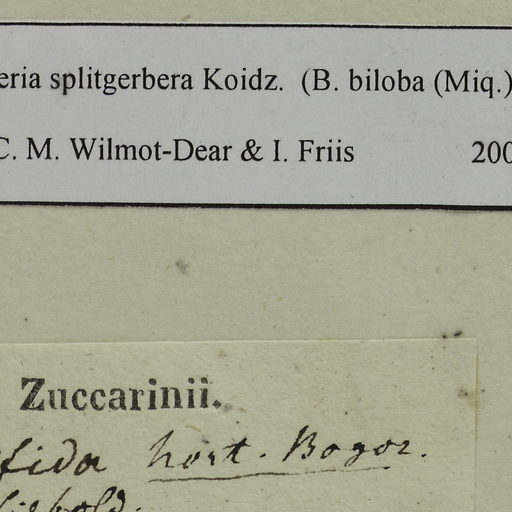 eria splitgerbera Koidz. (B. biloba (Miq.)
C. M. Wilmot-Dear & I. Friis 200
Zuccarinii.
fida hort. Bogor.